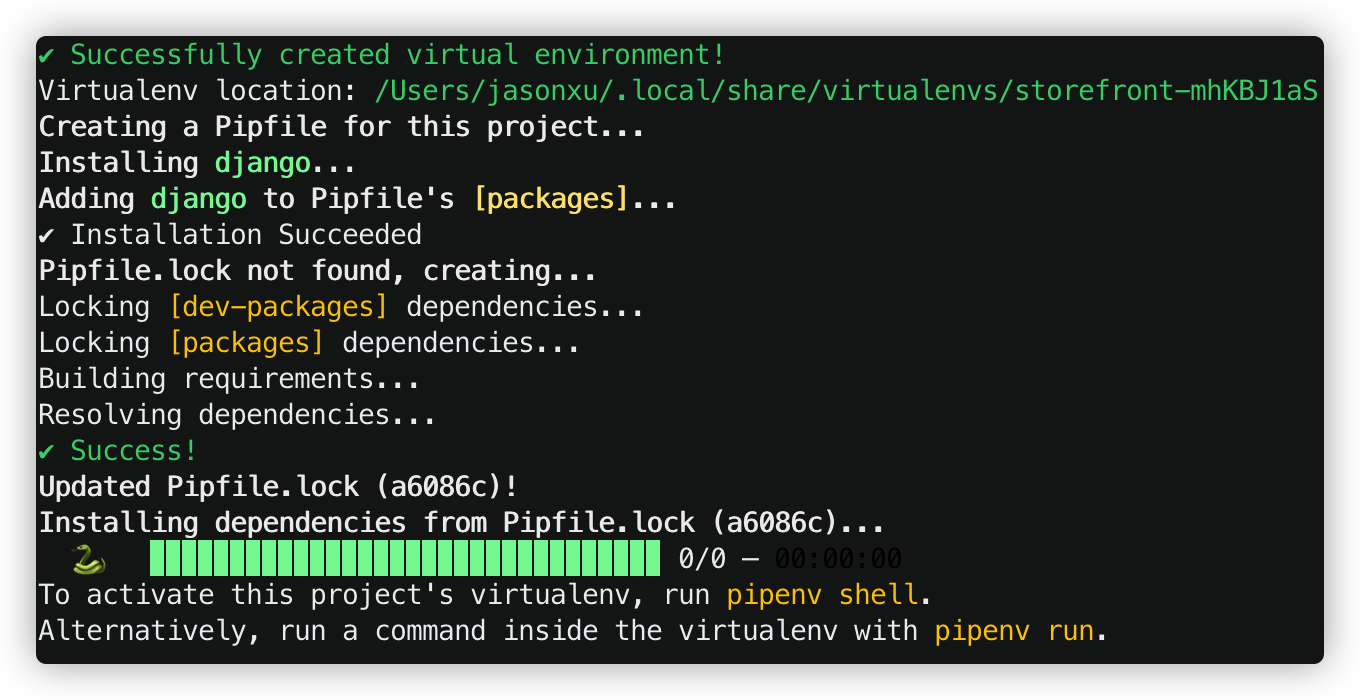 ✔ Successfully created virtual environment!
Virtualenv location: /Users/jasonxu/.local/share/virtualenvs/storefront-mhKBJ1aS
Creating a Pipfile for this project...
Installing django...
Adding django to Pipfile's [packages]...
✔ Installation Succeeded
Pipfile.lock not found, creating...
Locking [dev-packages] dependencies...
Locking [packages] dependencies...
Building requirements...
Resolving dependencies...
✔ Success!
Updated Pipfile.lock (a6086c)!
Installing dependencies from Pipfile.lock (a6086c)...
🐍 0/0 — 00:00:00
To activate this project's virtualenv, run pipenv shell.
Alternatively, run a command inside the virtualenv with pipenv run.